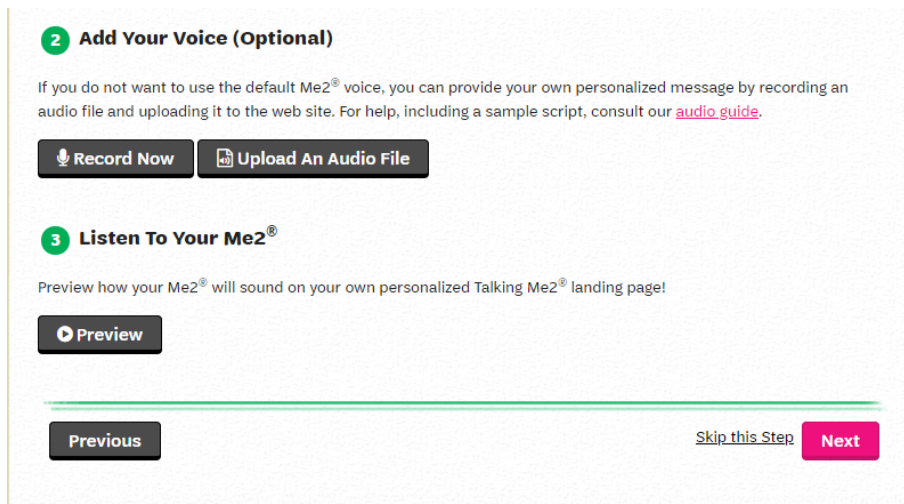 2 Add Your Voice (Optional)
If you do not want to use the default Me2® voice, you can provide your own personalized message by recording an
audio file and uploading it to the web site. For help, including a sample script, consult our audio guide.
Record Now Upload An Audio File
3 Listen To Your Me2®
Preview how your Me2® will sound on your own personalized Talking Me2® landing page!
Preview
Previous Skip this Step Next